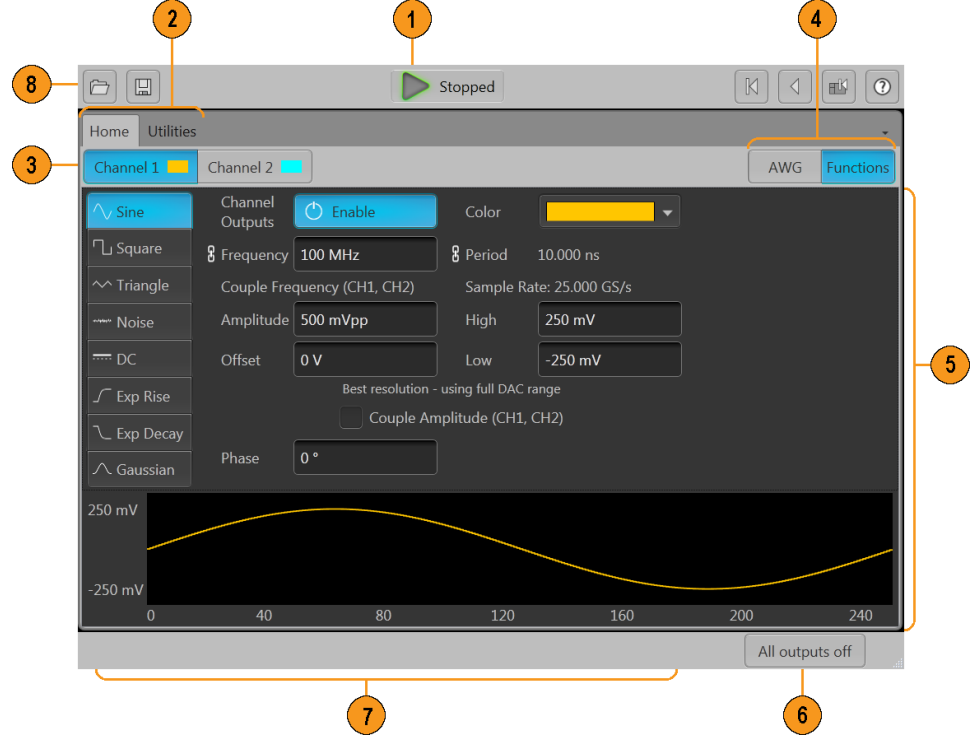 2 1 4
8 Stopped ?
Home Utilities
3 Channel 1 Channel 2 AWG Functions
Sine Channel Outputs Enable Color
Square Frequency 100 MHz Period 10.000 ns
Triangle Couple Frequency (CH1, CH2) Sample Rate: 25.000 GS/s
Noise Amplitude 500 mVpp High 250 mV
DC Offset 0 V Low -250 mV
5
Best resolution - using full DAC range
Exp Rise
Couple Amplitude (CH1, CH2)
Exp Decay
Phase 0 °
Gaussian
250 mV
-250 mV
0 40 80 120 160 200 240
All outputs off
7 6